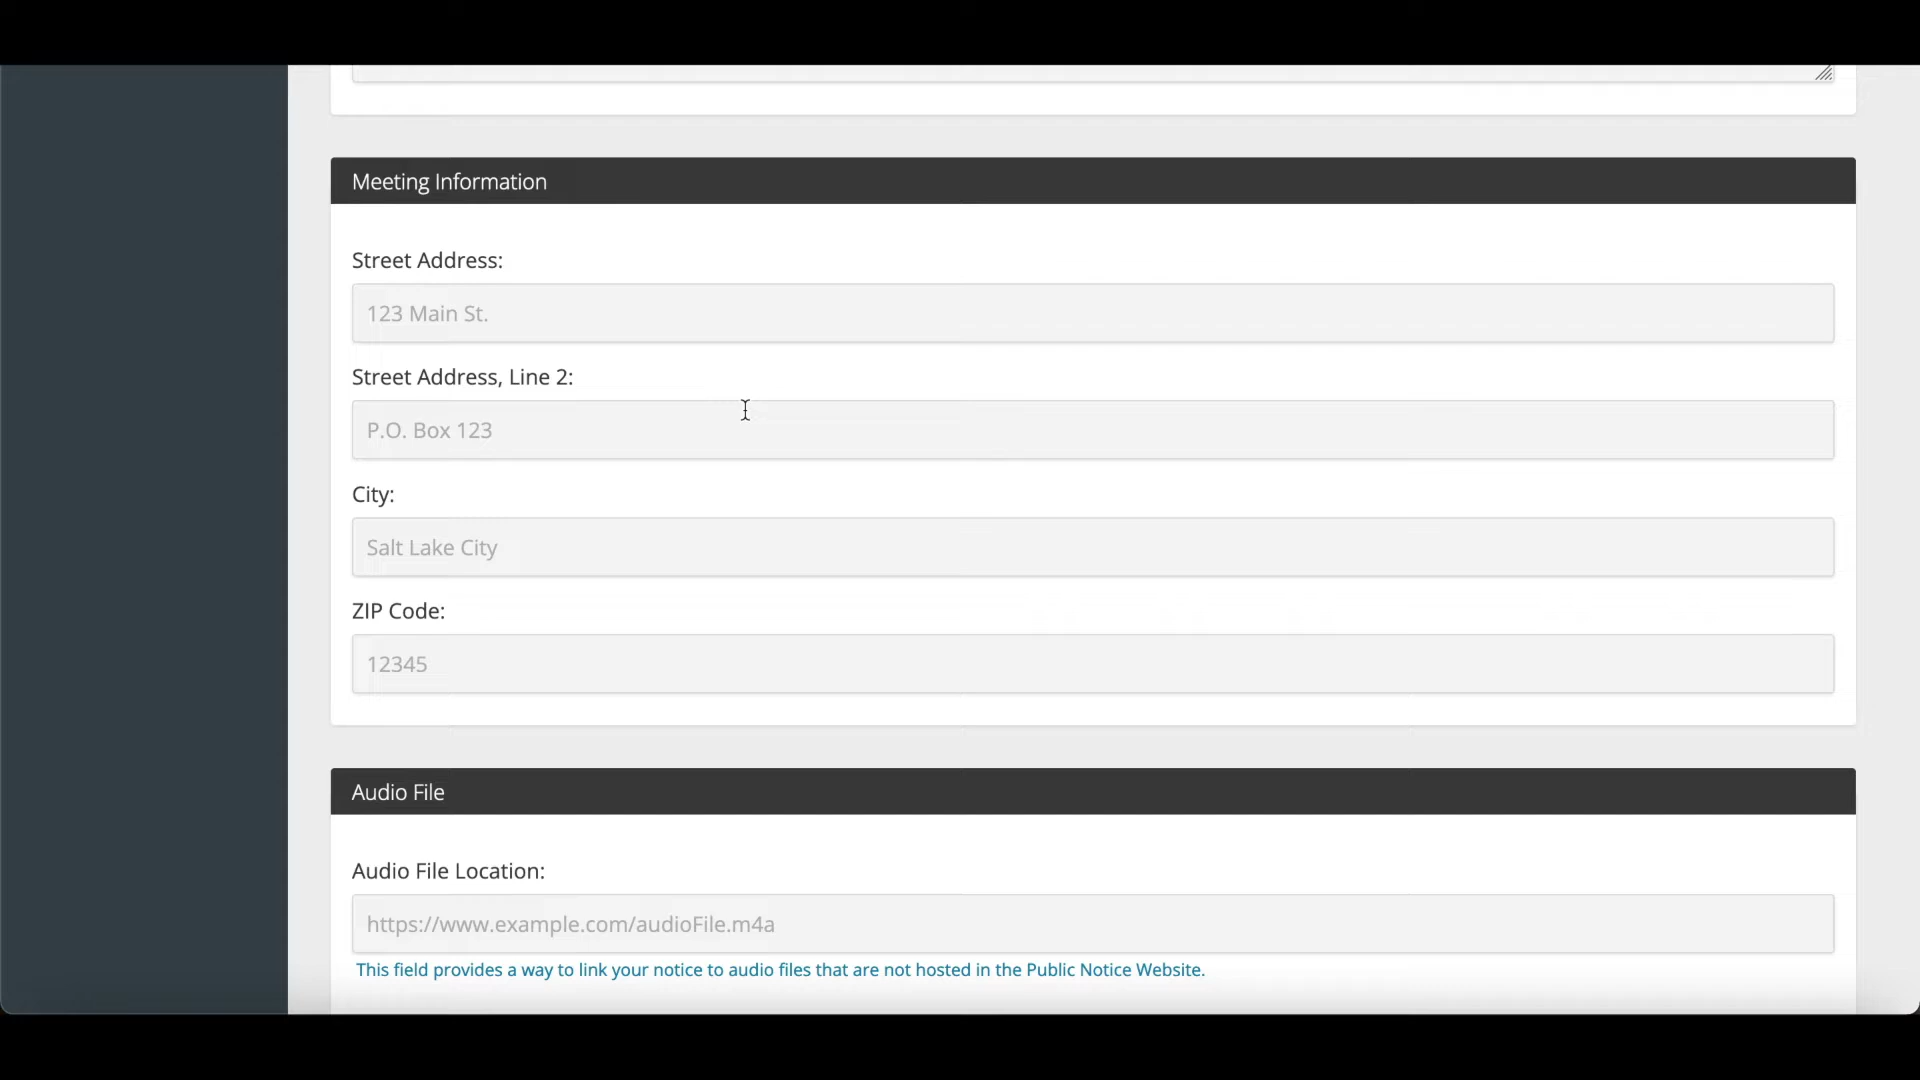 Meeting Information
Street Address:
123 Main St.
Street Address, Line 2:
P.O. Box 123
City:
Salt Lake City
ZIP Code:
12345
Audio File
Audio File Location:
https://www.example.com/audioFile.m4a
This field provides a way to link your notice to audio files that are not hosted in the Public Notice Website.